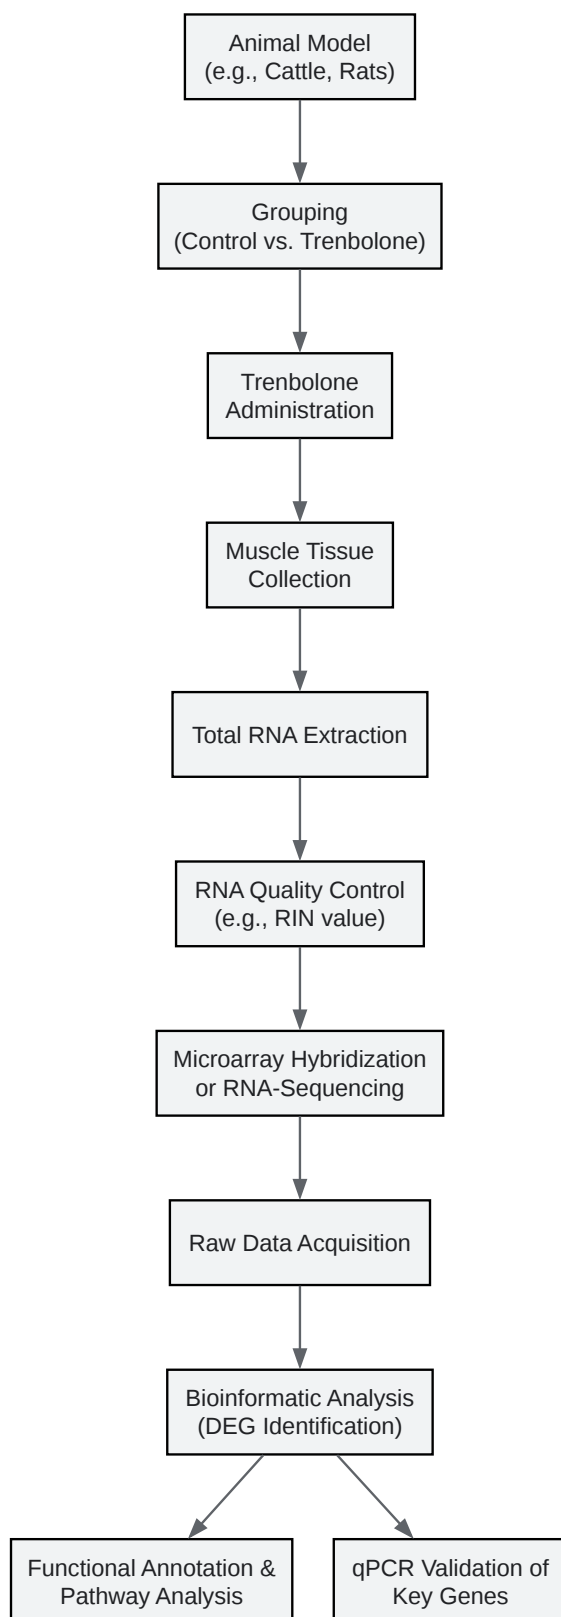 Animal Model
(e.g., Cattle, Rats)
Grouping
(Control vs. Trenbolone)
Trenbolone
Administration
Muscle Tissue
Collection
Total RNA Extraction
RNA Quality Control
(e.g., RIN value)
Microarray Hybridization
or RNA-Sequencing
Raw Data Acquisition
Bioinformatic Analysis
(DEG Identification)
Functional Annotation &
Pathway Analysis
qPCR Validation of
Key Genes